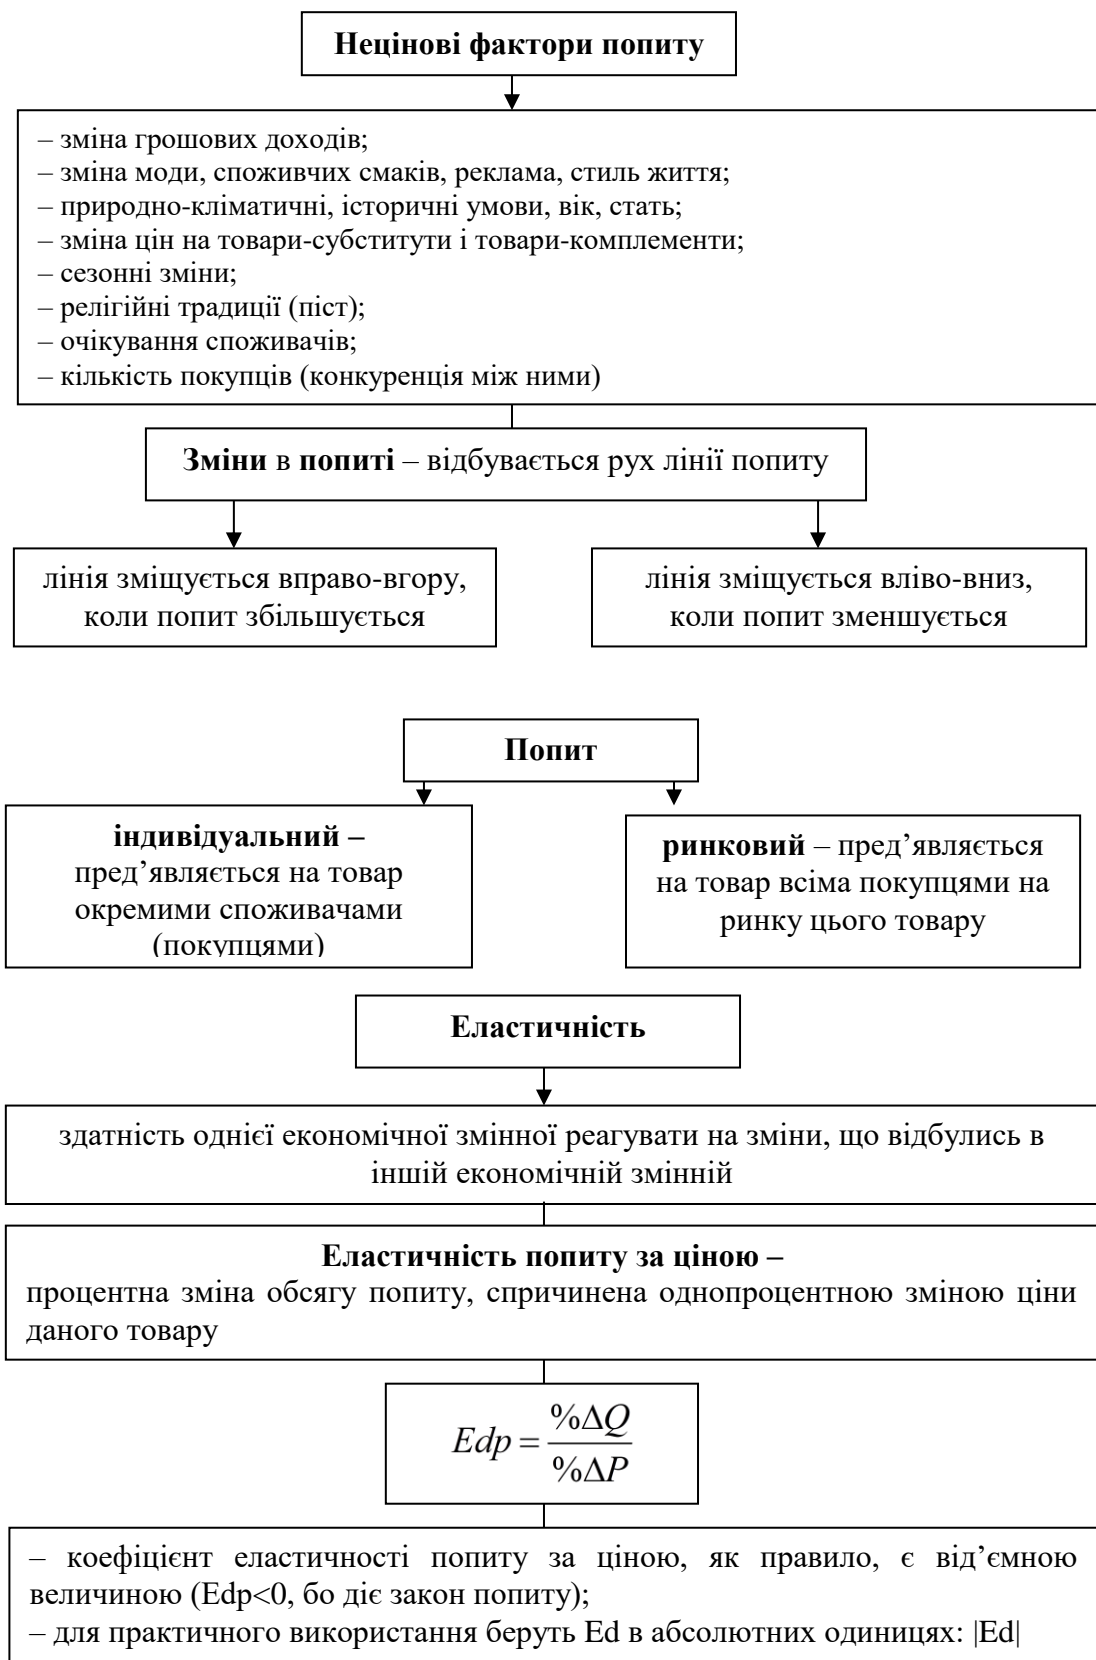 Нецінові фактори попиту
– зміна грошових доходів;
– зміна моди, споживчих смаків, реклама, стиль життя;
– природно-кліматичні, історичні умови, вік, стать;
– зміна цін на товари-субститути і товари-комплементи;
– сезонні зміни;
– релігійні традиції (піст);
– очікування споживачів;
– кількість покупців (конкуренція між ними)
Зміни в попиті – відбувається рух лінії попиту
лінія зміщується вправо-вгору,
коли попит збільшується
лінія зміщується вліво-вниз,
коли попит зменшується
Попит
індивідуальний –
пред’являється на товар
окремими споживачами
(покупцями)
ринковий – пред’являється
на товар всіма покупцями на
ринку цього товару
Еластичність
здатність однієї економічної змінної реагувати на зміни, що відбулись в
іншій економічній змінній
Еластичність попиту за ціною –
процентна зміна обсягу попиту, спричинена однопроцентною зміною ціни
даного товару
Edp = %ΔQ / %ΔP
– коефіцієнт еластичності попиту за ціною, як правило, є від’ємною
величиною (Edp<0, бо діє закон попиту);
– для практичного використання беруть Ed в абсолютних одиницях: |Ed|